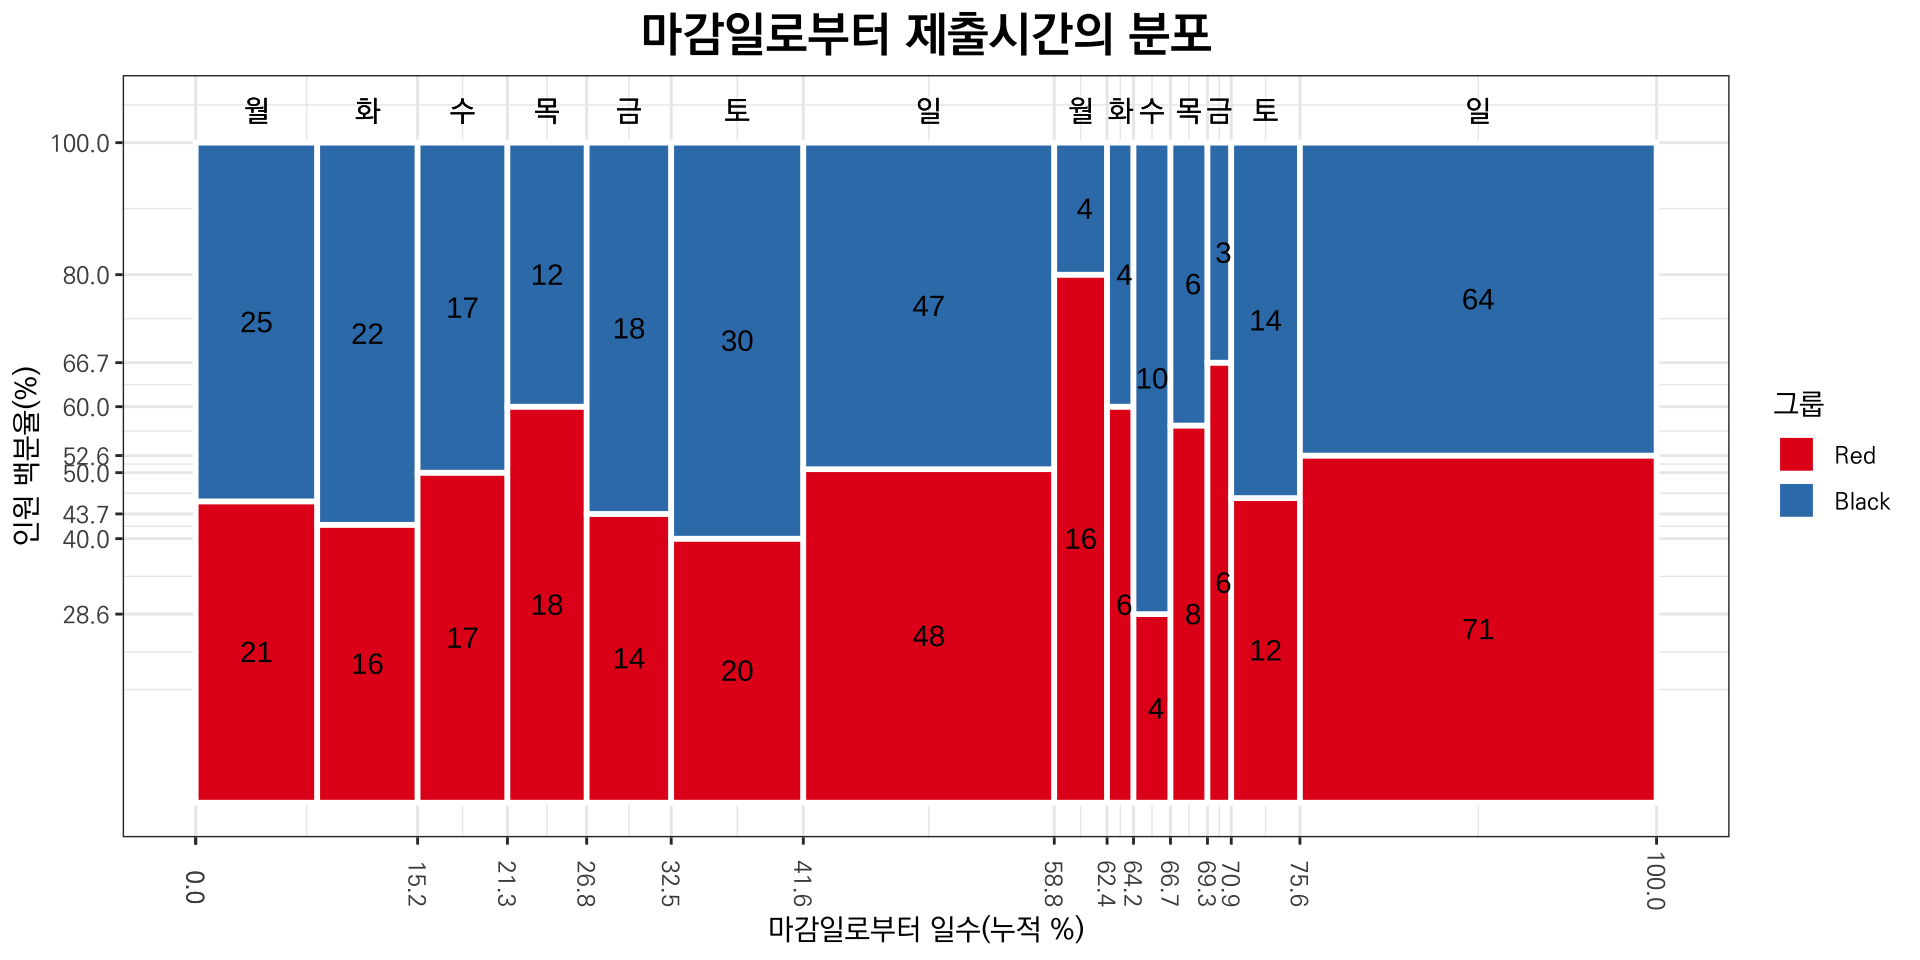 마감일로부터 제출시간의 분포
월 화 수 목 금 토 일 월 화 수 목 금 토 일
100.0
80.0
66.7
60.0
52.6
50.0
43.7
40.0
28.6
인원 백분율(%)
25 22 17 12 18 30 47 4 4 10 6 3 14 64
21 16 17 18 14 20 48 16 6 4 8 6 12 71
0.0 15.2 21.3 26.8 32.5 41.6 58.8 62.4 64.2 66.7 69.3 70.9 75.6 100.0
마감일로부터 일수(누적 %)
그룹
Red
Black